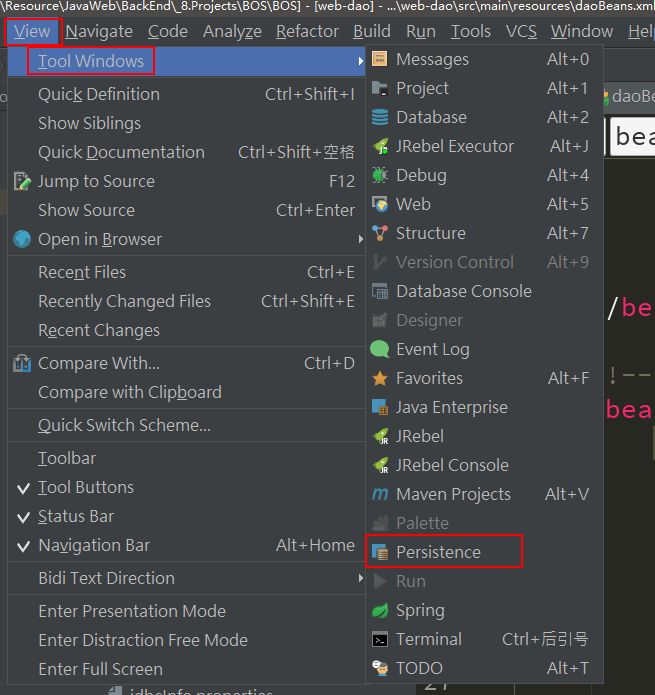 \Resource\JavaWeb\BackEnd\_8.Projects\BOS\BOS] - [web-dao] - ...\web-dao\src\main\resources\daoBeans.xml
View Navigate Code Analyze Refactor Build Run Tools VCS Window Hel
Tool Windows
Quick Definition Ctrl+Shift+I
Show Siblings
Quick Documentation Ctrl+Shift+空格
Jump to Source F12
Show Source Ctrl+Enter
Open in Browser
Recent Files Ctrl+E
Recently Changed Files Ctrl+Shift+E
Recent Changes
Compare With... Ctrl+D
Compare with Clipboard
Quick Switch Scheme...
Toolbar
Tool Buttons
Status Bar
Navigation Bar Alt+Home
Bidi Text Direction
Enter Presentation Mode
Enter Distraction Free Mode
Enter Full Screen
Messages Alt+0
Project Alt+1
Database Alt+2
JRebel Executor Alt+J
Debug Alt+4
Web Alt+5
Structure Alt+7
Version Control Alt+9
Database Console
Designer
Event Log
Favorites Alt+F
Java Enterprise
JRebel
JRebel Console
Maven Projects Alt+V
Palette
Persistence
Run
Spring
Terminal Ctrl+后引号
TODO Alt+T
daoBe
bea
/be
!--
bea
27
jdbcInfo.properties